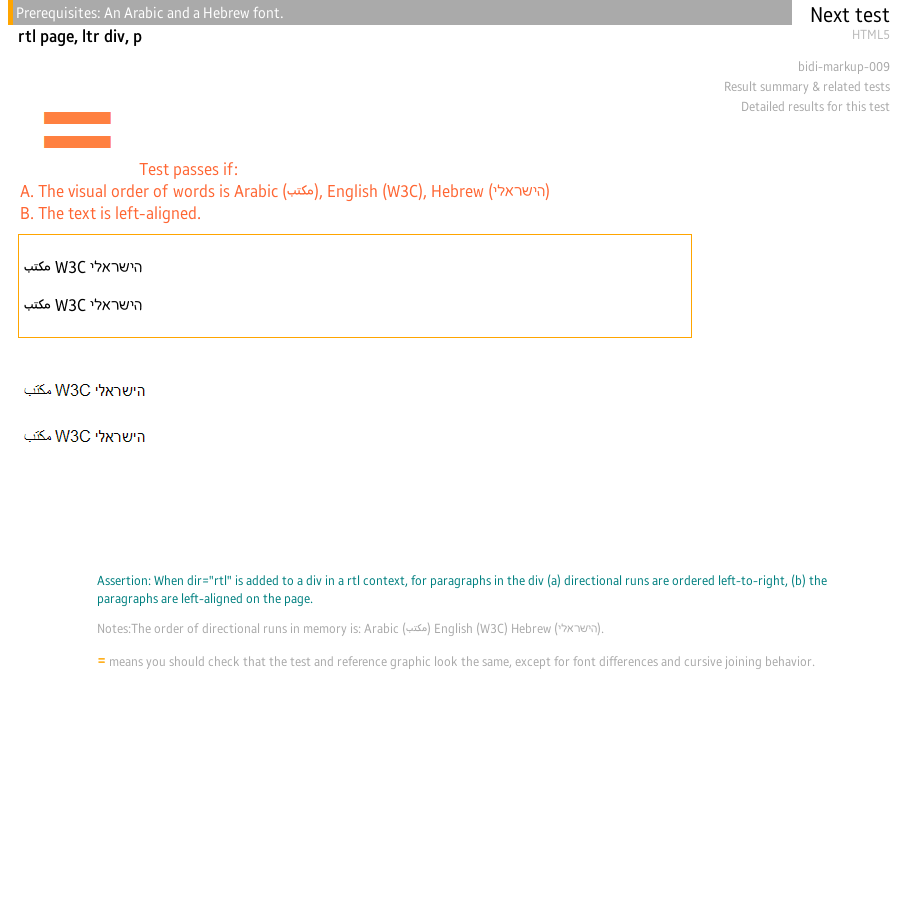 Prerequisites: An Arabic and a Hebrew font.
Next test
rtl page, ltr div, p
HTML5
bidi-markup-009
Result summary & related tests
Detailed results for this test
=
Test passes if:
A. The visual order of words is Arabic (مكتب), English (W3C), Hebrew (הישראלי)
B. The text is left-aligned.
مكتب W3C הישראלי
مكتب W3C הישראלי
مكتب W3C הישראלי
مكتب W3C הישראלי
Assertion: When dir="rtl" is added to a div in a rtl context, for paragraphs in the div (a) directional runs are ordered left-to-right, (b) the
paragraphs are left-aligned on the page.
Notes:The order of directional runs in memory is: Arabic (مكتب) English (W3C) Hebrew (הישראלי).
= means you should check that the test and reference graphic look the same, except for font differences and cursive joining behavior.